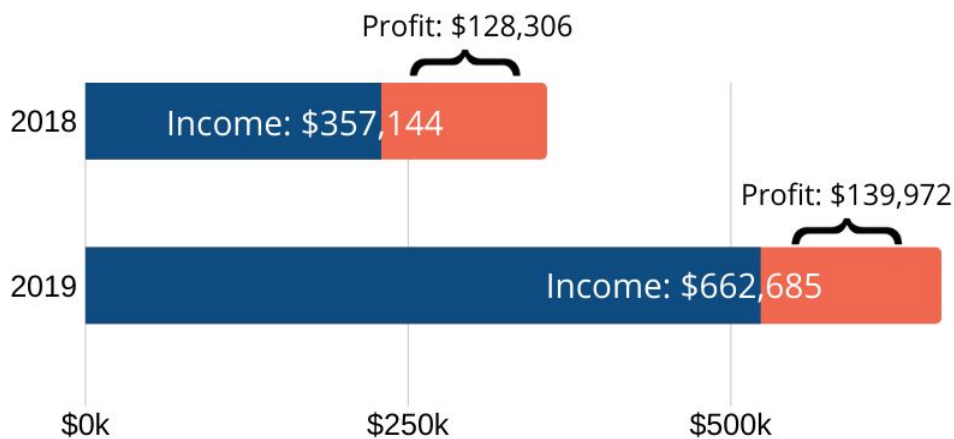 Profit: $128,306
2018
Income: $357,144
Profit: $139,972
2019
Income: $662,685
$0k
$250k
$500k